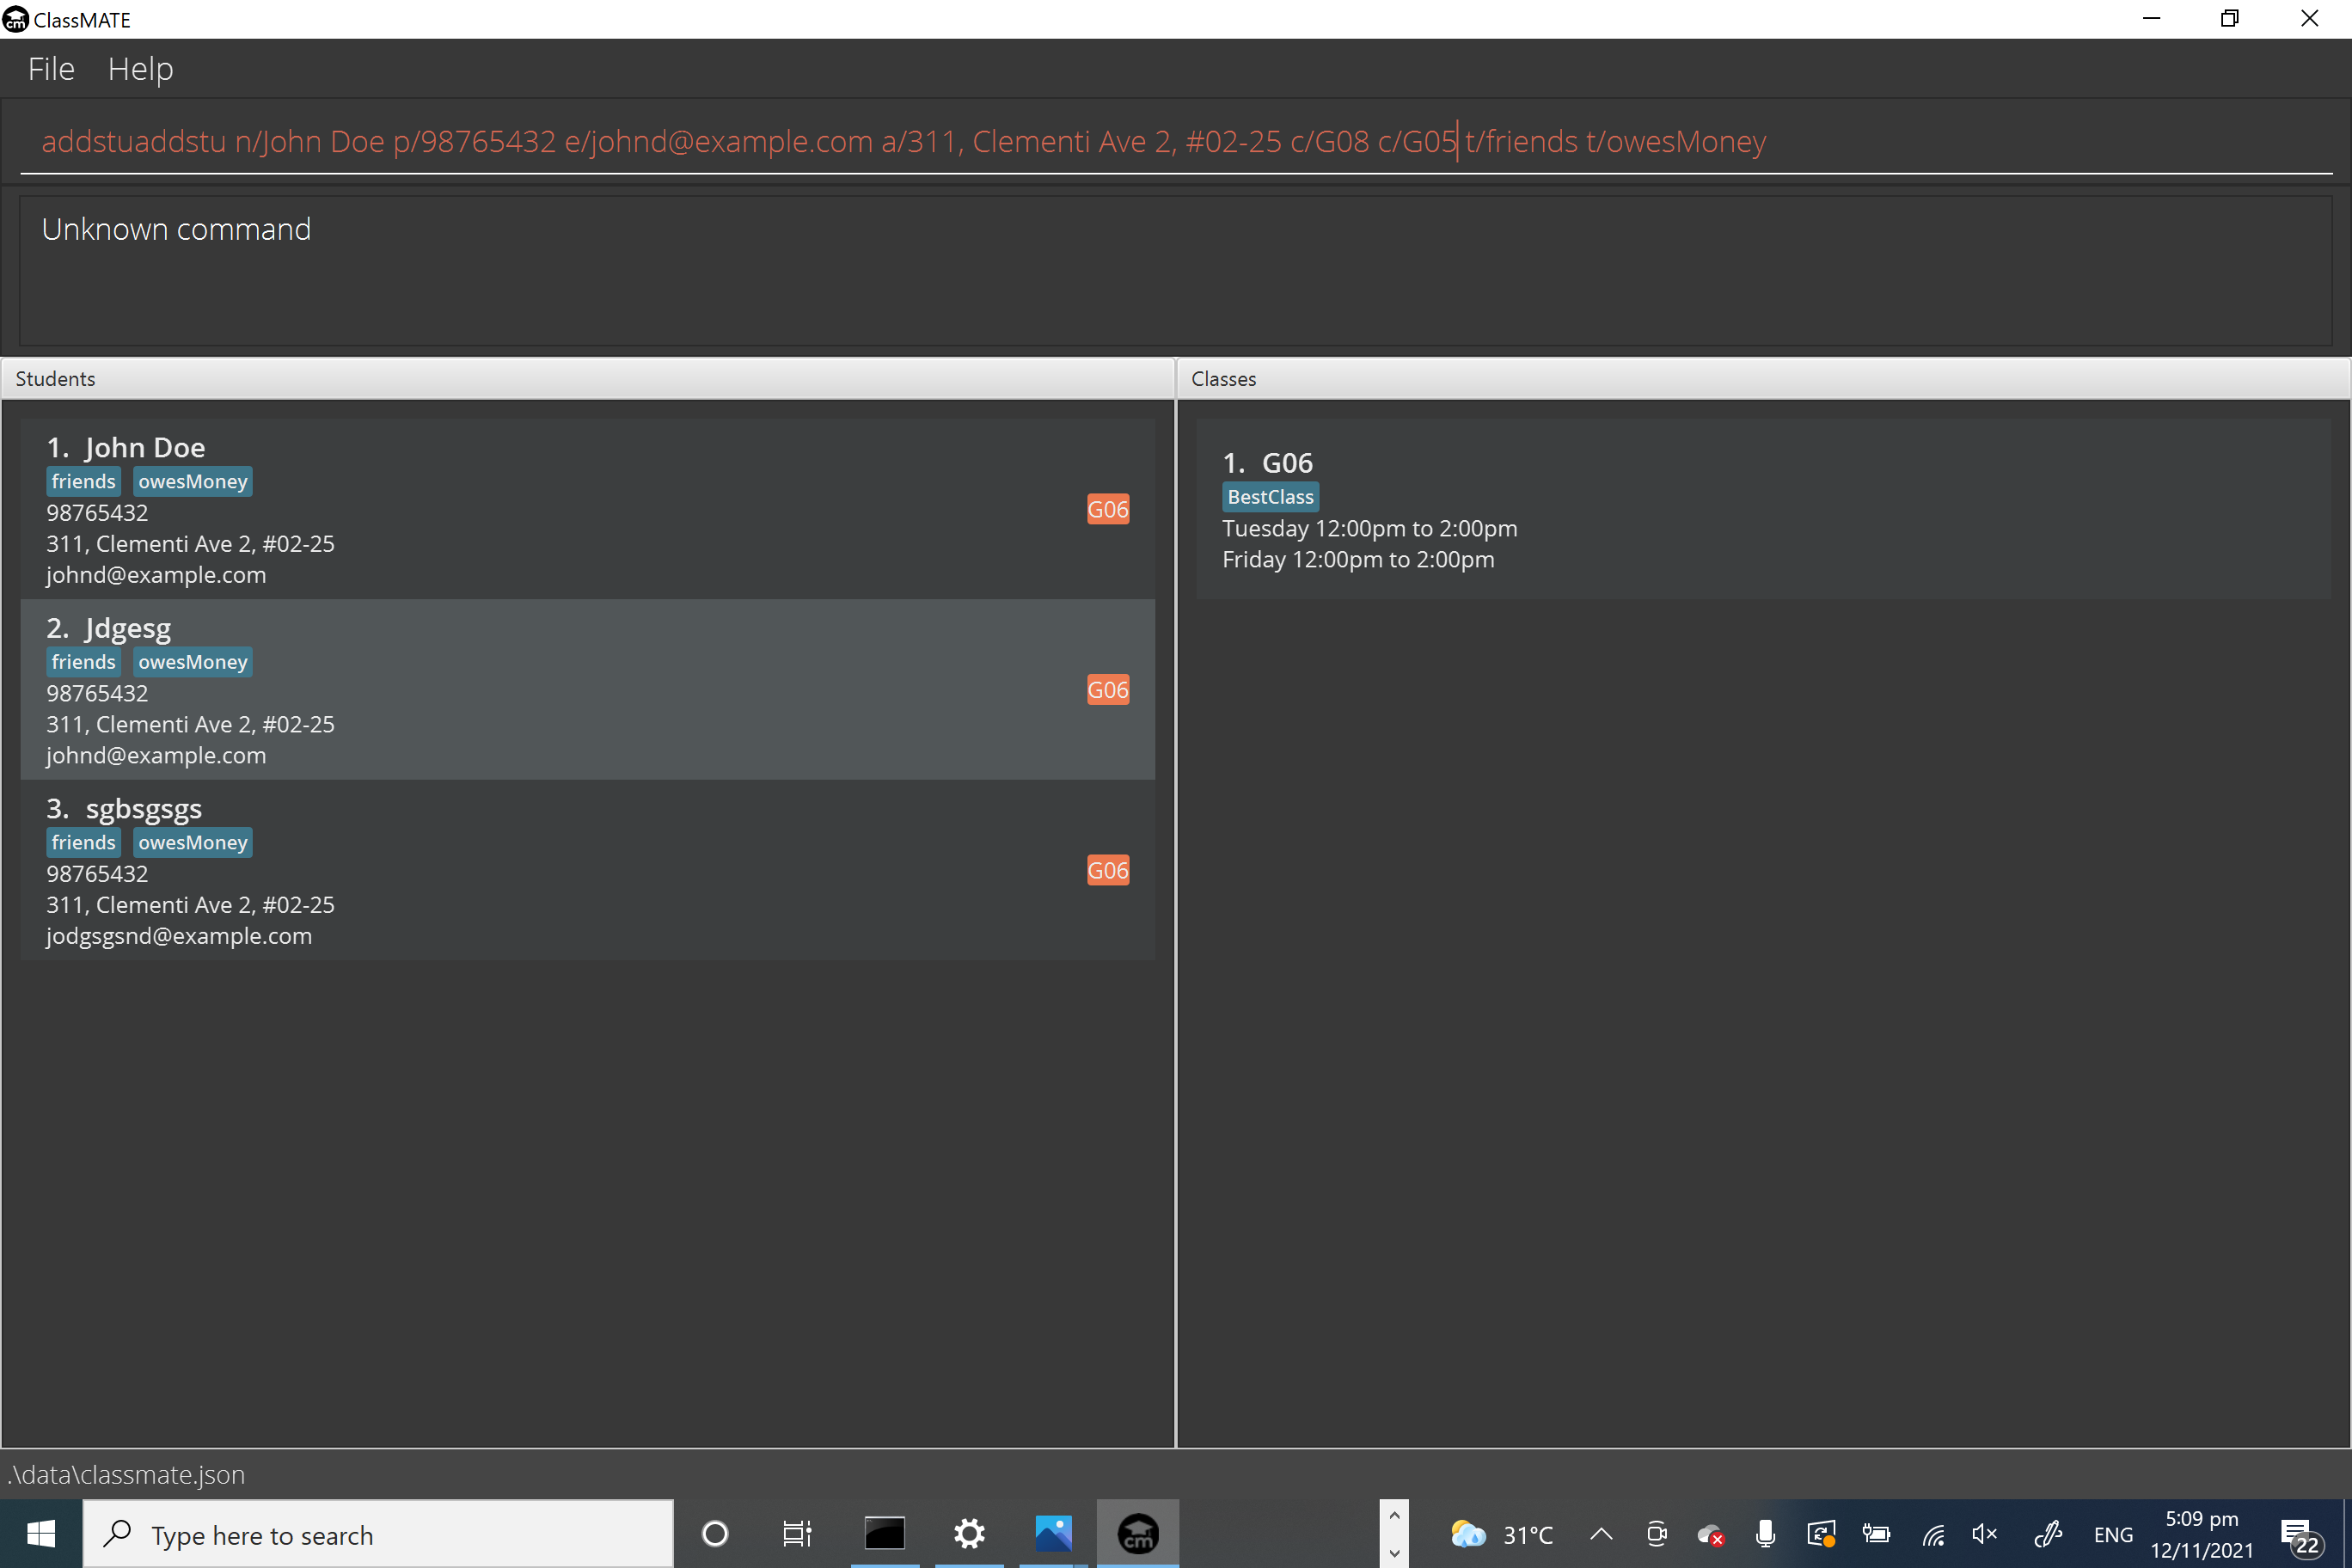 ClassMATE
File Help
addstuaddstu n/John Doe p/98765432 e/johnd@example.com a/311, Clementi Ave 2, #02-25 c/G08 c/G05 t/friends t/owesMoney
Unknown command
Students
1. John Doe
friends owesMoney
98765432
G06
311, Clementi Ave 2, #02-25
johnd@example.com
2. Jdgesg
friends owesMoney
98765432
G06
311, Clementi Ave 2, #02-25
johnd@example.com
3. sgbsgsgs
friends owesMoney
98765432
G06
311, Clementi Ave 2, #02-25
jodgsgsnd@example.com
Classes
1. G06
BestClass
Tuesday 12:00pm to 2:00pm
Friday 12:00pm to 2:00pm
.\data\classmate.json
Type here to search
cm
31°C
ENG
5:09 pm
12/11/2021
22